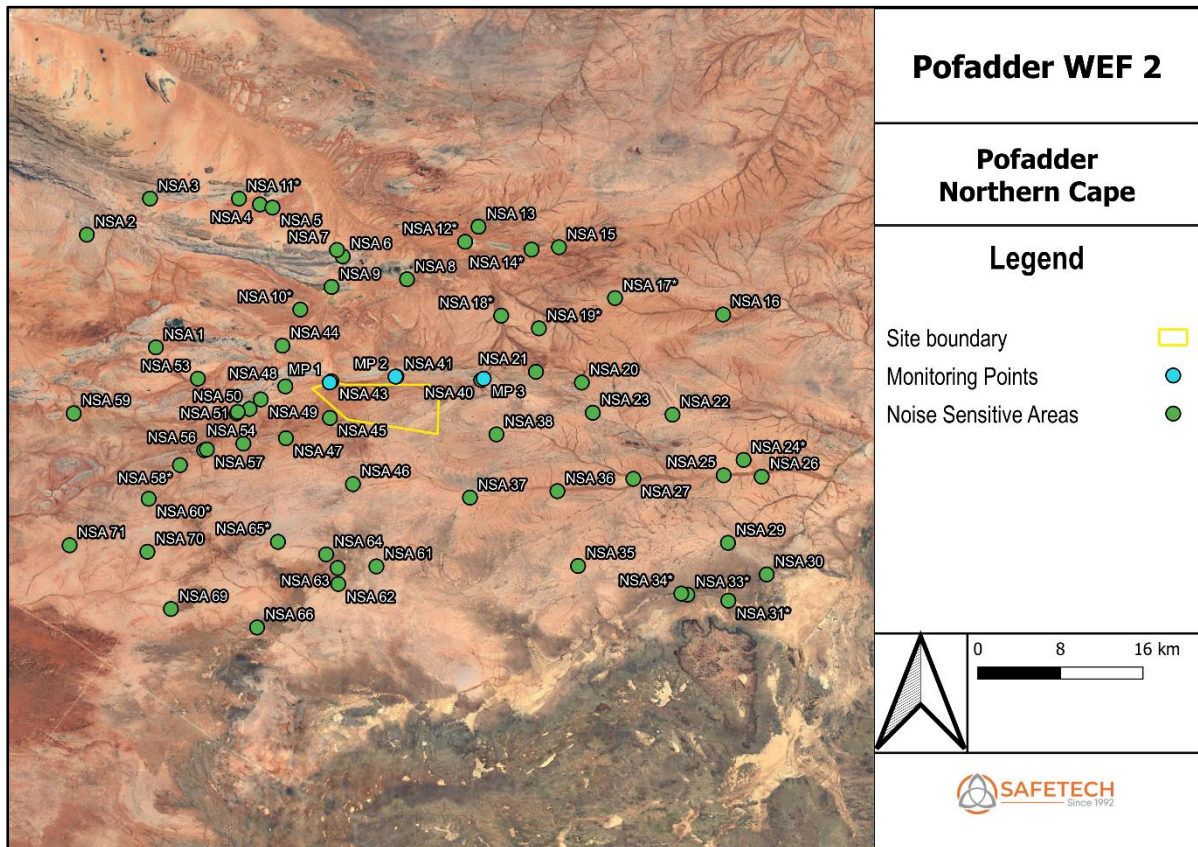 Pofadder WEF 2
Pofadder
Northern Cape
Legend
Site boundary
Monitoring Points
Noise Sensitive Areas
0 8 16 km
SAFETECH
Since 1992
NSA 3
NSA 11*
NSA 4
NSA 5
NSA 2
NSA 13
NSA 12*
NSA 7
NSA 6
NSA 15
NSA 14*
NSA 9
NSA 8
NSA 10*
NSA 17*
NSA 16
NSA 18*
NSA 19*
NSA 1
NSA 44
NSA 53
NSA 48
MP 1
MP 2
NSA 41
NSA 21
NSA 20
NSA 43
NSA 40
MP 3
NSA 59
NSA 50
NSA 51
NSA 49
NSA 45
NSA 23
NSA 22
NSA 56
NSA 54
NSA 57
NSA 47
NSA 38
NSA 58*
NSA 46
NSA 24*
NSA 25
NSA 26
NSA 60*
NSA 37
NSA 36
NSA 27
NSA 71
NSA 70
NSA 65*
NSA 64
NSA 61
NSA 29
NSA 63
NSA 62
NSA 35
NSA 30
NSA 34*
NSA 33*
NSA 31*
NSA 69
NSA 66